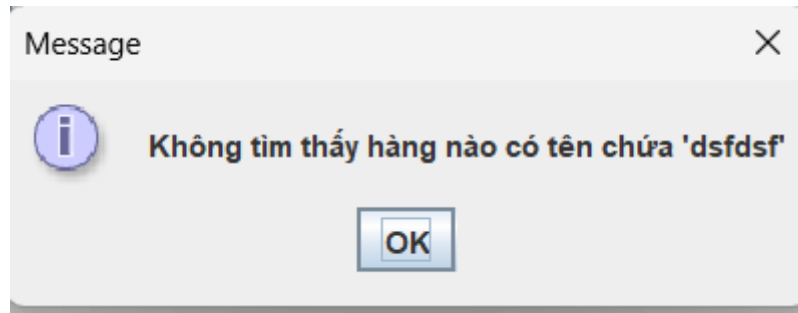 Message
Không tìm thấy hàng nào có tên chứa 'dsfdsf'
OK